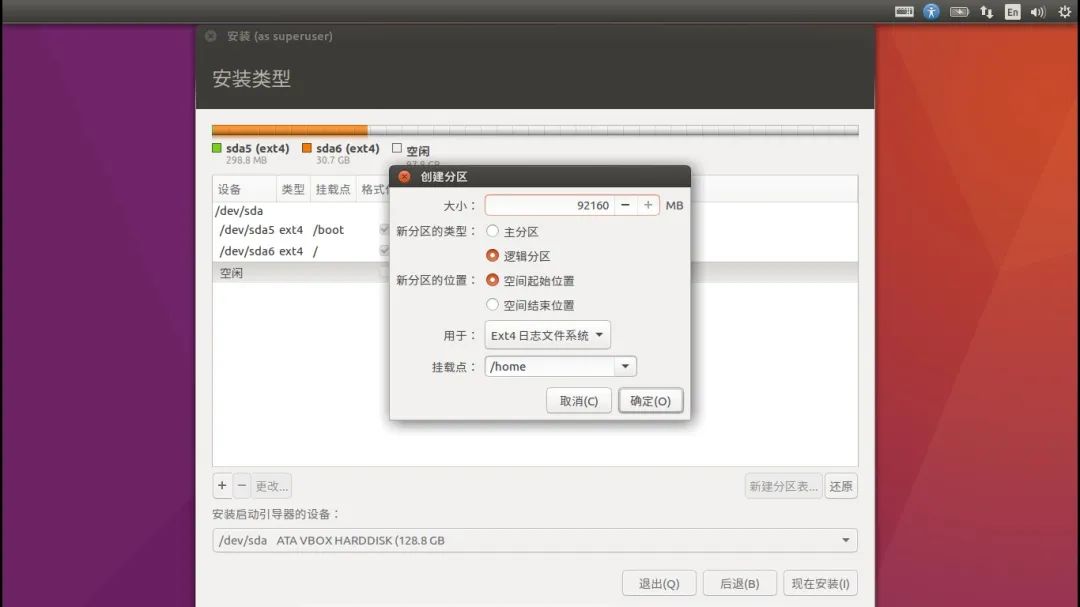 En
安装 (as superuser)
安装类型
sda5 (ext4) sda6 (ext4) 空闲
298.8 MB 30.7 GB 97.8 GB
创建分区
设备 类型 挂载点
大小： 92160 − + MB
/dev/sda
新分区的类型： 主分区
/dev/sda5 ext4 /boot
逻辑分区
/dev/sda6 ext4 /
空闲
新分区的位置： 空间起始位置
空间结束位置
用于： Ext4 日志文件系统
挂载点： /home
取消(C) 确定(O)
+ − 更改... 新建分区表... 还原
安装启动引导器的设备：
/dev/sda ATA VBOX HARDDISK (128.8 GB
退出(Q) 后退(B) 现在安装(I)